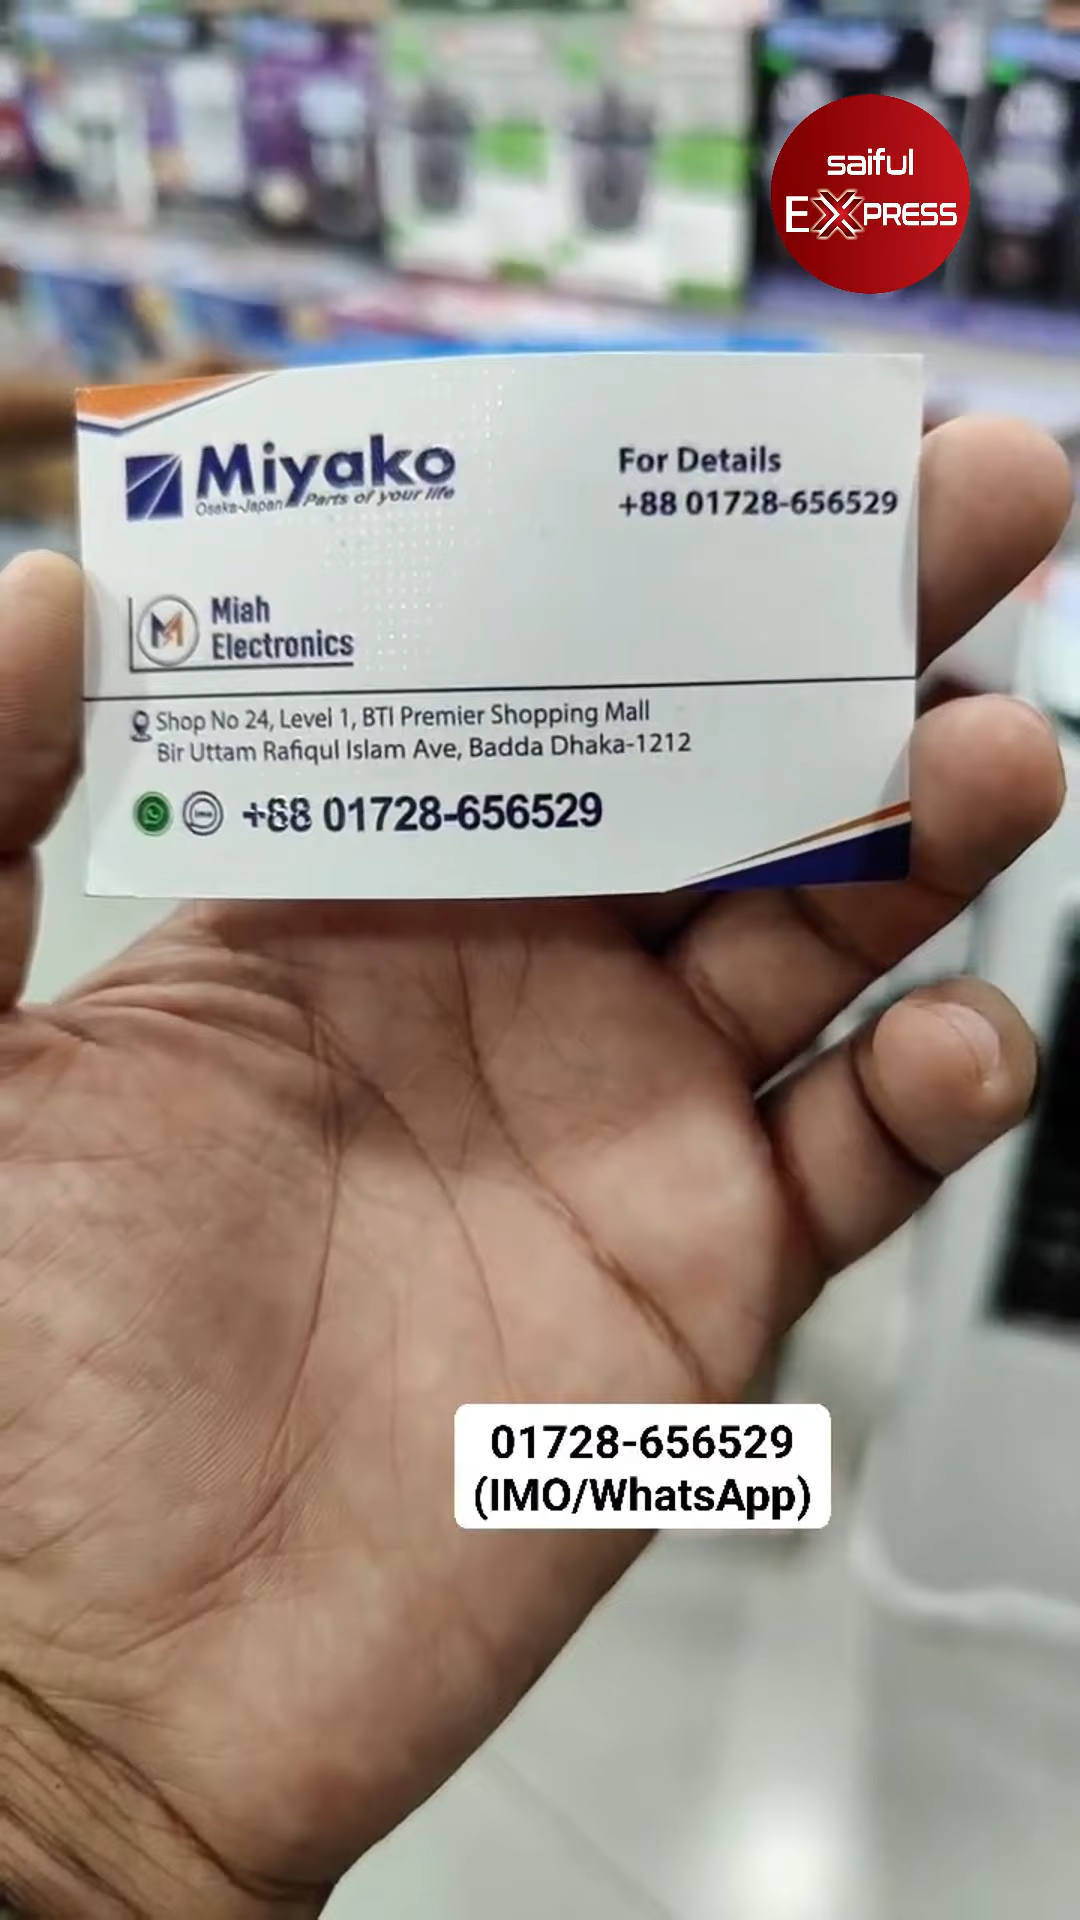 saiful
EXPRESS
Miyako
Osaka-Japan Parts of your life
For Details
+88 01728-656529
M
Miah
Electronics
Shop No 24, Level 1, BTI Premier Shopping Mall
Bir Uttam Rafiqul Islam Ave, Badda Dhaka-1212
imo
+88 01728-656529
01728-656529
(IMO/WhatsApp)